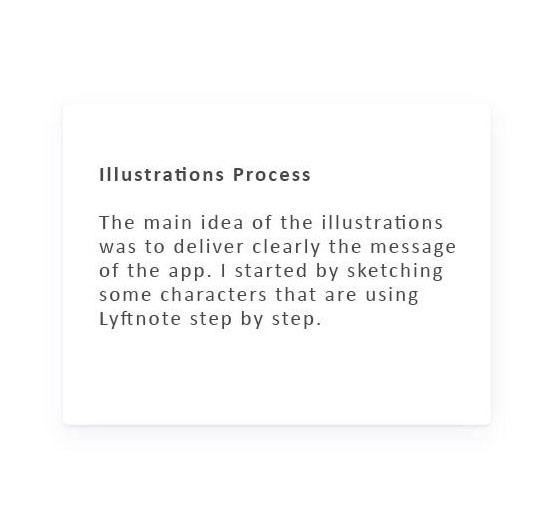 Illustrations Process
The main idea of the illustrations
was to deliver clearly the message
of the app. I started by sketching
some characters that are using
Lyftnote step by step.